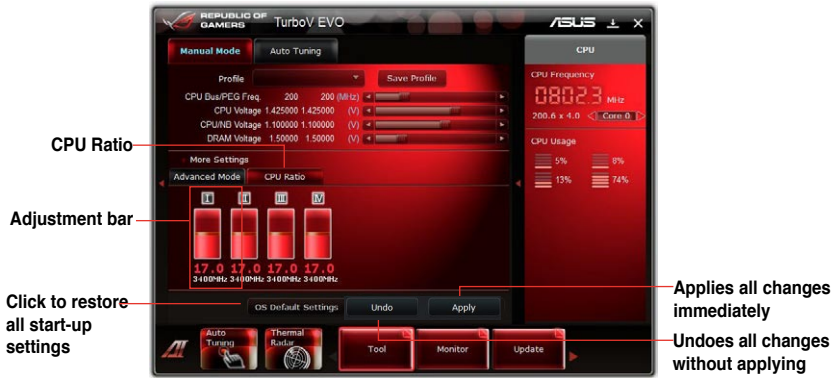 REPUBLIC OF
GAMERS
TurboV EVO
ASUS
Manual Mode
Auto Tuning
Profile
Save Profile
CPU Bus/PEG Freq. 200 200 (MHz)
CPU Voltage 1.425000 1.425000 (V)
CPU/NB Voltage 1.100000 1.100000 (V)
DRAM Voltage 1.50000 1.50000 (V)
More Settings
Advanced Mode
CPU Ratio
I II III IV
17.0 17.0 17.0 17.0
3400MHz 3400MHz 3400MHz 3400MHz
OS Default Settings
Undo
Apply
Auto
Tuning
Thermal
Radar
Tool
Monitor
Update
CPU
CPU Frequency
0802.3 MHz
200.6 x 4.0
Core 0
CPU Usage
5% 8%
13% 74%
CPU Ratio
Adjustment bar
Click to restore
all start-up
settings
Applies all changes
immediately
Undoes all changes
without applying